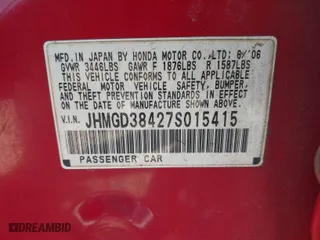 MFD.IN JAPAN BY HONDA MOTOR CO.,LTD: 8/'06
GVWR 3446LBS GAWR F 1876LBS R 1587LBS
THIS VEHICLE CONFORMS TO ALL APPLICABLE
FEDERAL MOTOR VEHICLE SAFETY, BUMPER,
AND THEFT PREVENTION STANDARDS IN EFFECT
ON THE DATE OF MANUFACTURE SHOWN ABOVE.
V.I.N. JHMGD38427S015415
PASSENGER CAR
© DREAMBID